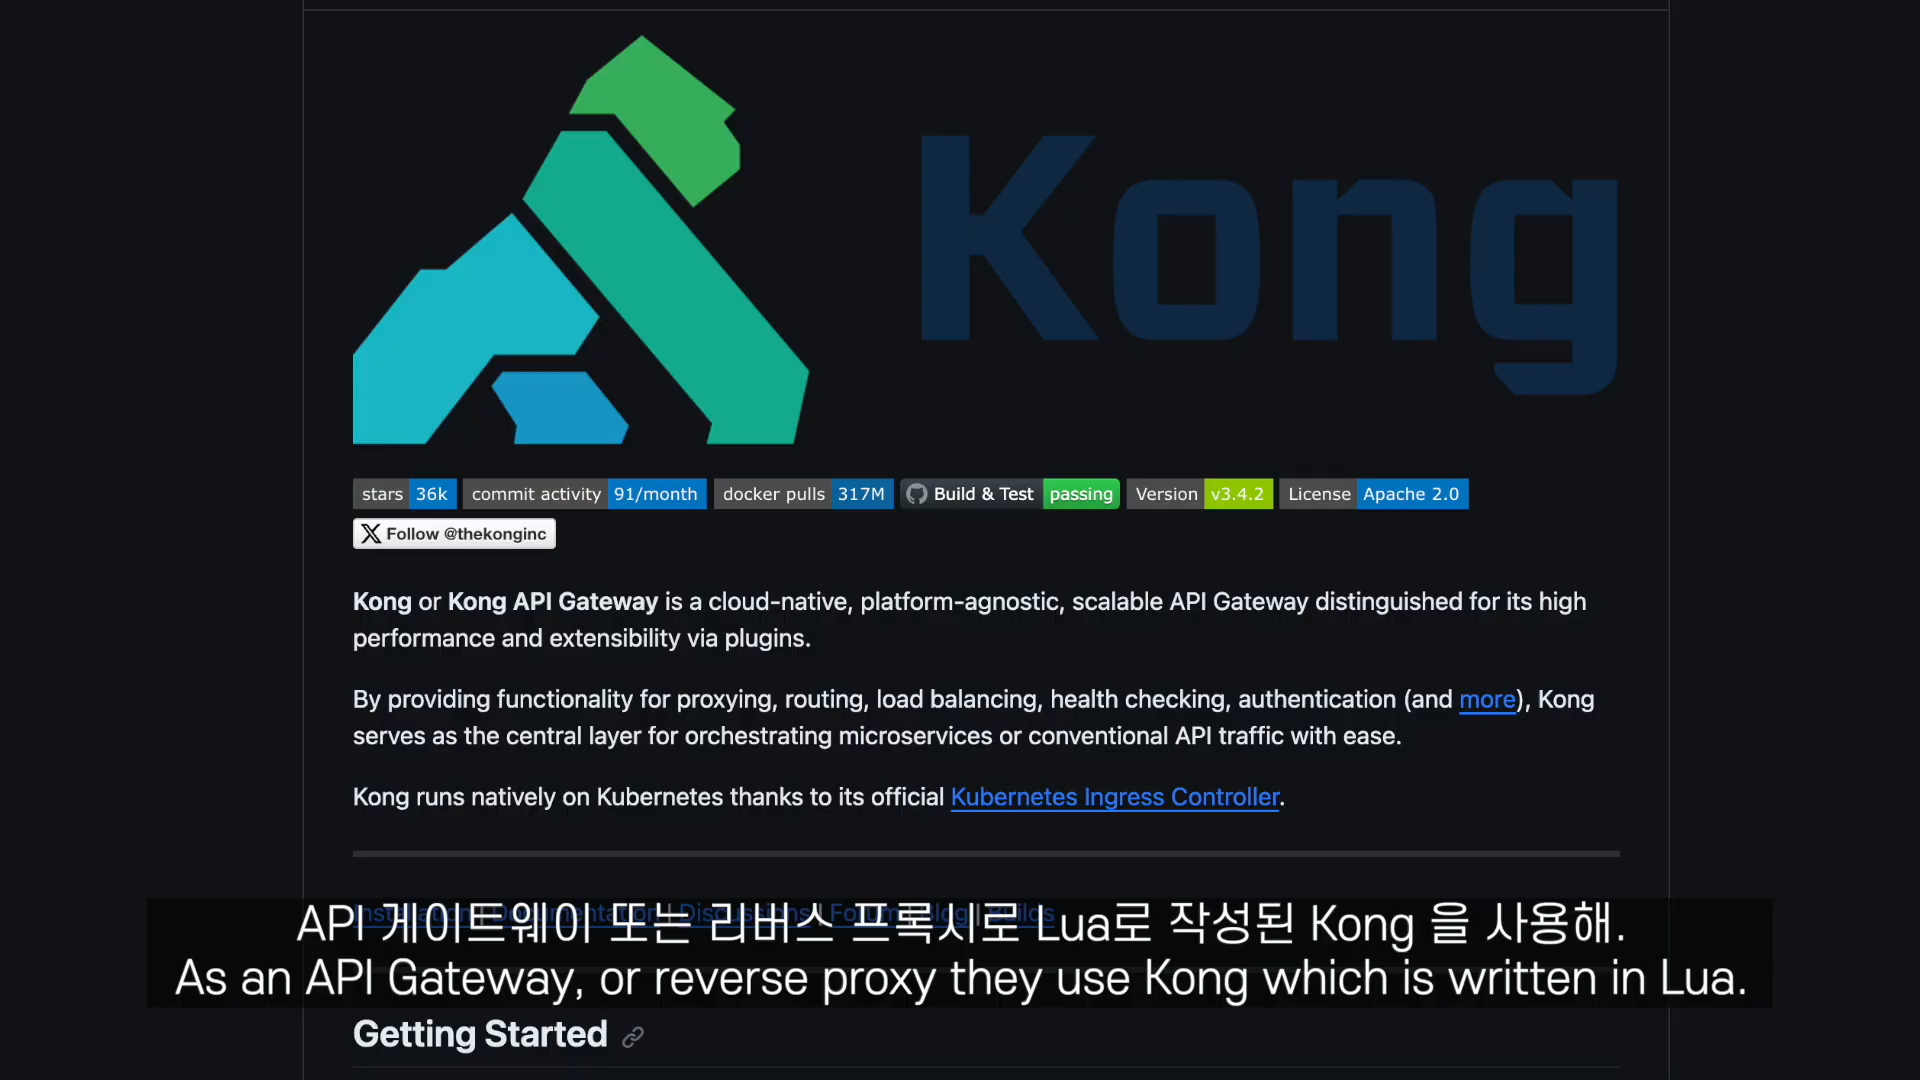 Kong
stars 36k commit activity 91/month docker pulls 317M Build & Test passing Version v3.4.2 License Apache 2.0
Follow @thekonginc
Kong or Kong API Gateway is a cloud-native, platform-agnostic, scalable API Gateway distinguished for its high
performance and extensibility via plugins.
By providing functionality for proxying, routing, load balancing, health checking, authentication (and more), Kong
serves as the central layer for orchestrating microservices or conventional API traffic with ease.
Kong runs natively on Kubernetes thanks to its official Kubernetes Ingress Controller.
Installation | Documentation | Discussions | Forum | Blog | Builds
API 게이트웨이 또는 리버스 프록시로 Lua로 작성된 Kong 을 사용해.
As an API Gateway, or reverse proxy they use Kong which is written in Lua.
Getting Started